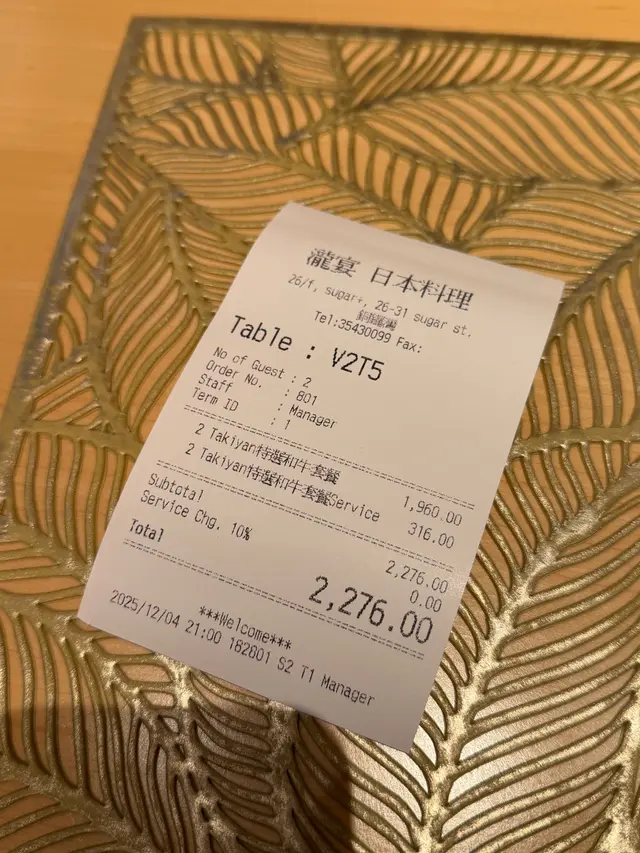 瀧宴 日本料理
26/f, sugar+, 26-31 sugar st.
銅鑼灣
Tel:35430099 Fax:
Table : V2T5
No of Guest : 2
Order No. : 801
Staff : Manager
Term ID : 1
2 Takiyan特選和牛套餐 1,960.00
2 Takiyan特選和牛套餐Service 316.00
Subtotal 2,276.00
Service Chg. 10% 0.00
Total 2,276.00
***Welcome***
2025/12/04 21:00 182801 S2 T1 Manager